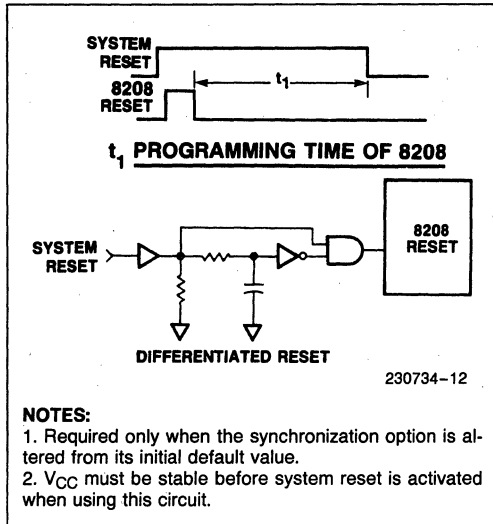 SYSTEM
RESET
t1
8208
RESET
t1 PROGRAMMING TIME OF 8208
SYSTEM
RESET
8208
RESET
DIFFERENTIATED RESET
230734-12
NOTES:
1. Required only when the synchronization option is al-
tered from its initial default value.
2. VCC must be stable before system reset is activated
when using this circuit.